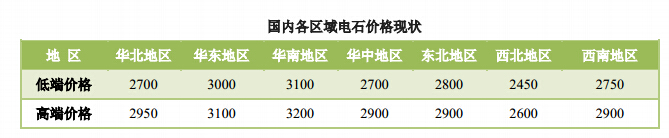 国内各区域电石价格现状
地 区 华北地区 华东地区 华南地区 华中地区 东北地区 西北地区 西南地区
低端价格 2700 3000 3100 2700 2800 2450 2750
高端价格 2950 3100 3200 2900 2900 2600 2900